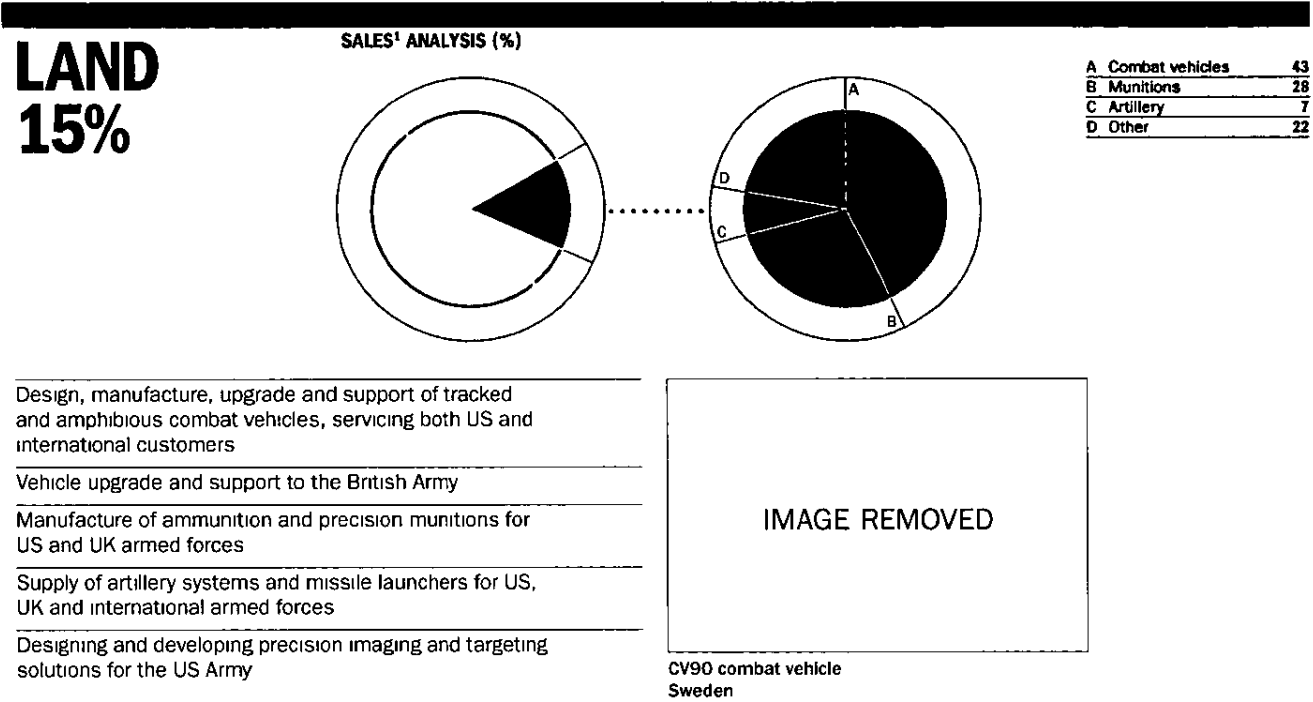 LAND
15%
SALES¹ ANALYSIS (%)
A
D
C
B
A Combat vehicles 43
B Munitions 28
C Artillery 7
D Other 22
Design, manufacture, upgrade and support of tracked
and amphibious combat vehicles, servicing both US and
international customers
Vehicle upgrade and support to the British Army
Manufacture of ammunition and precision munitions for
US and UK armed forces
Supply of artillery systems and missile launchers for US,
UK and international armed forces
Designing and developing precision imaging and targeting
solutions for the US Army
IMAGE REMOVED
CV90 combat vehicle
Sweden